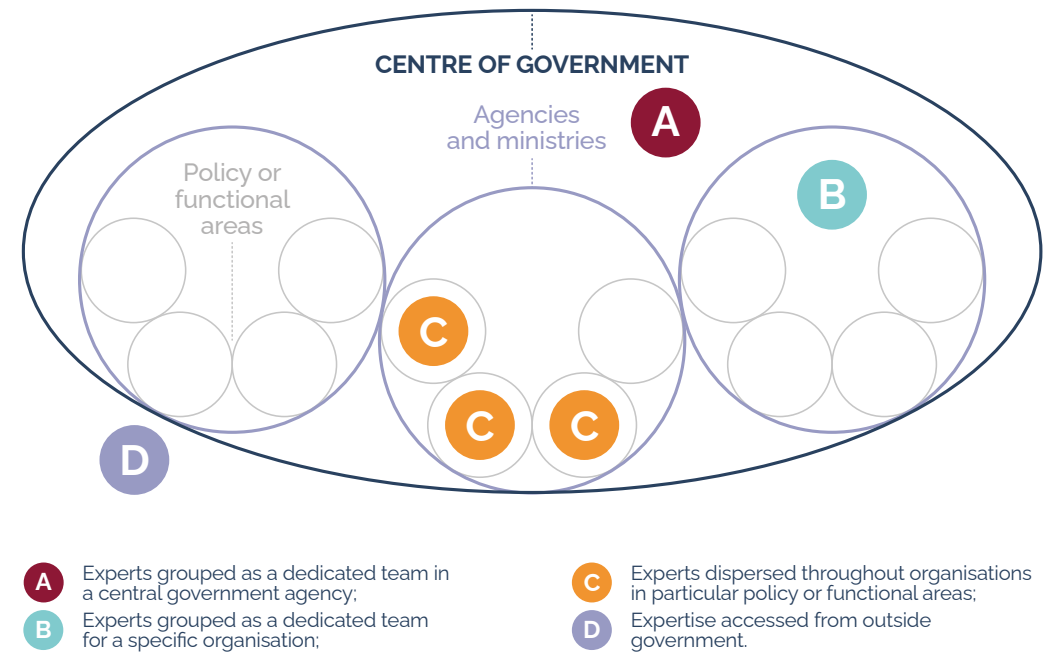 CENTRE OF GOVERNMENT
Agencies
and ministries
A
Policy or
functional
areas
B
C
C
C
D
A
Experts grouped as a dedicated team in
a central government agency;
B
Experts grouped as a dedicated team
for a specific organisation;
C
Experts dispersed throughout organisations
in particular policy or functional areas;
D
Expertise accessed from outside
government.